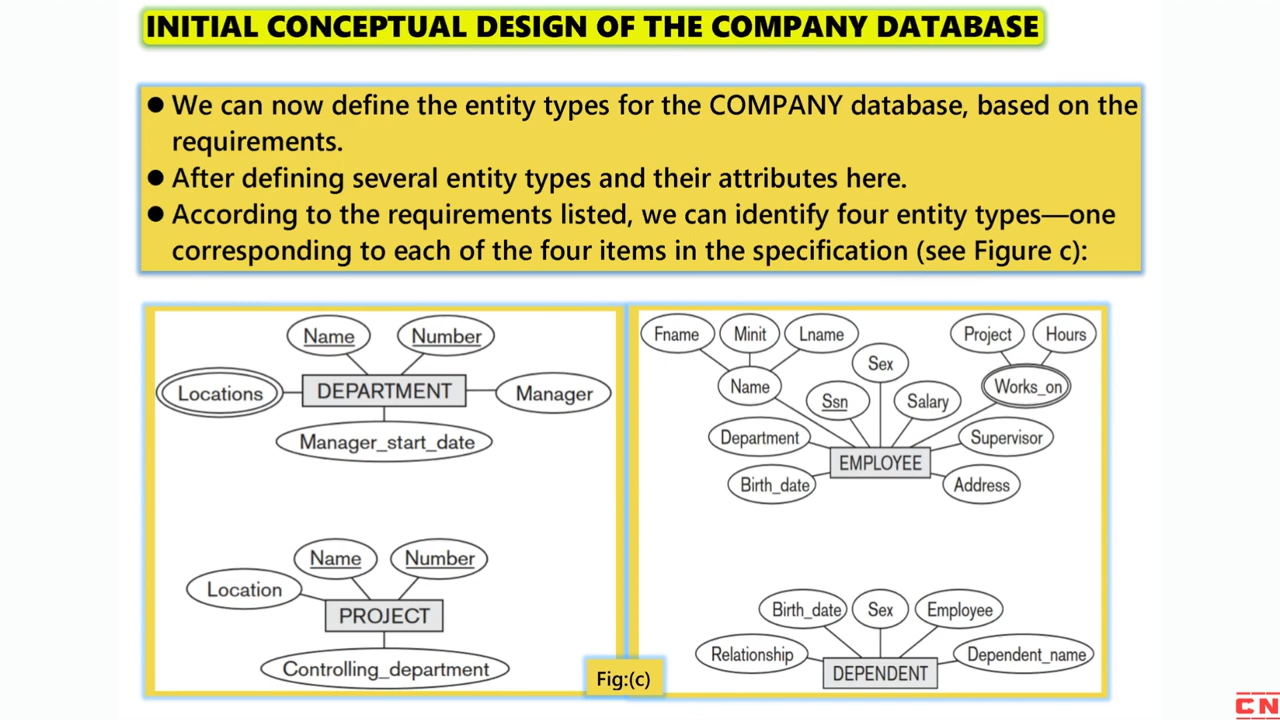 INITIAL CONCEPTUAL DESIGN OF THE COMPANY DATABASE
● We can now define the entity types for the COMPANY database, based on the
requirements.
● After defining several entity types and their attributes here.
● According to the requirements listed, we can identify four entity types—one
corresponding to each of the four items in the specification (see Figure c):
Name
Number
Locations
DEPARTMENT
Manager
Manager_start_date
Name
Number
Location
PROJECT
Controlling_department
Fname
Minit
Lname
Project
Hours
Sex
Name
Works_on
Ssn
Salary
Department
Supervisor
EMPLOYEE
Birth_date
Address
Birth_date
Sex
Employee
Relationship
Dependent_name
DEPENDENT
Fig:(c)
CN